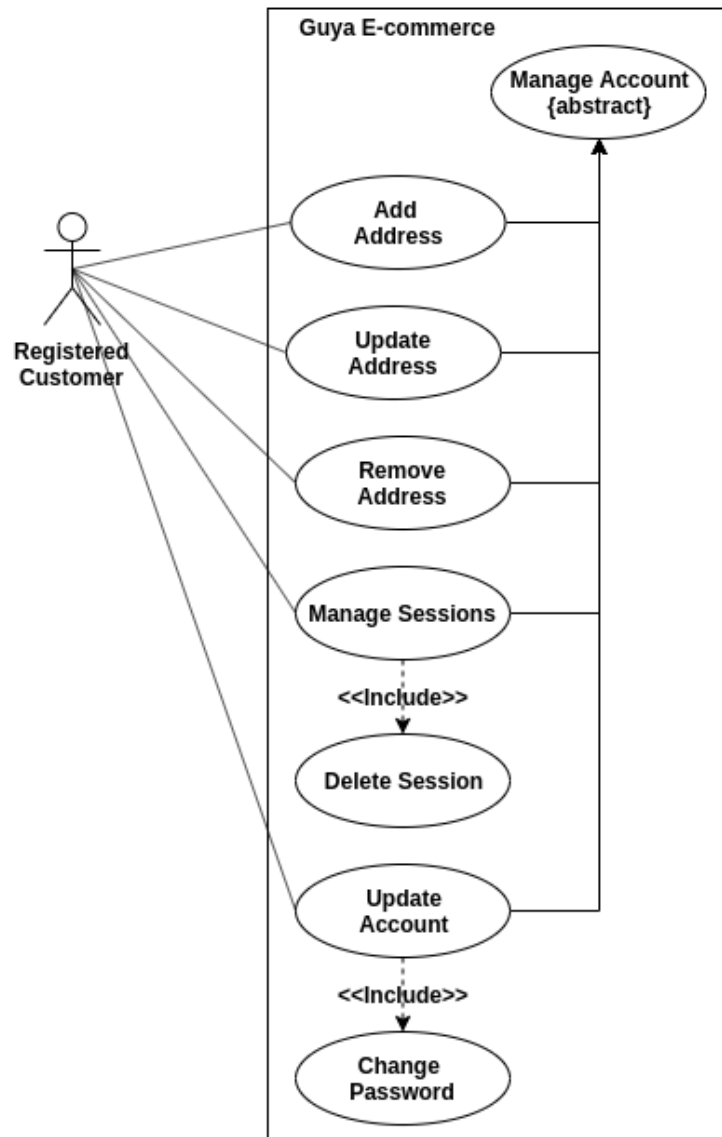 Guya E-commerce
Manage Account
{abstract}
Add
Address
Update
Address
Registered
Customer
Remove
Address
Manage Sessions
<<Include>>
Delete Session
Update
Account
<<Include>>
Change
Password